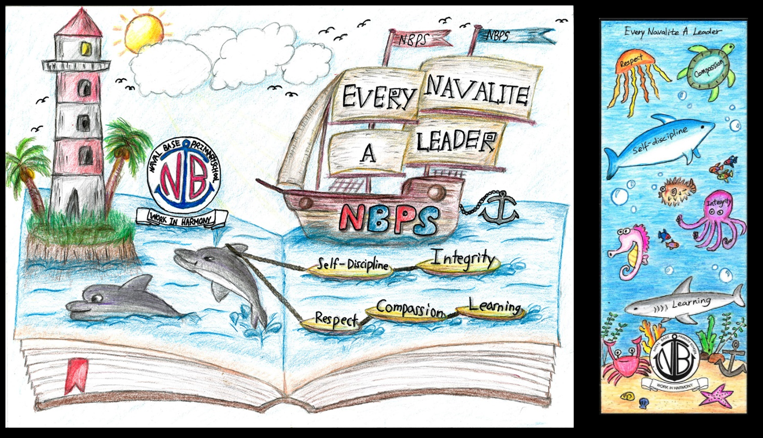 NBPS
NBPS
EVERY
NAVALITE
A
LEADER
NAVAL BASE PRIMARY SCHOOL
NB
WORK IN HARMONY
NBPS
Self-Discipline
Integrity
Respect
Compassion
Learning
Every Navalite A Leader
Respect
Compassion
Self-discipline
Integrity
Learning
NB
WORK IN HARMONY